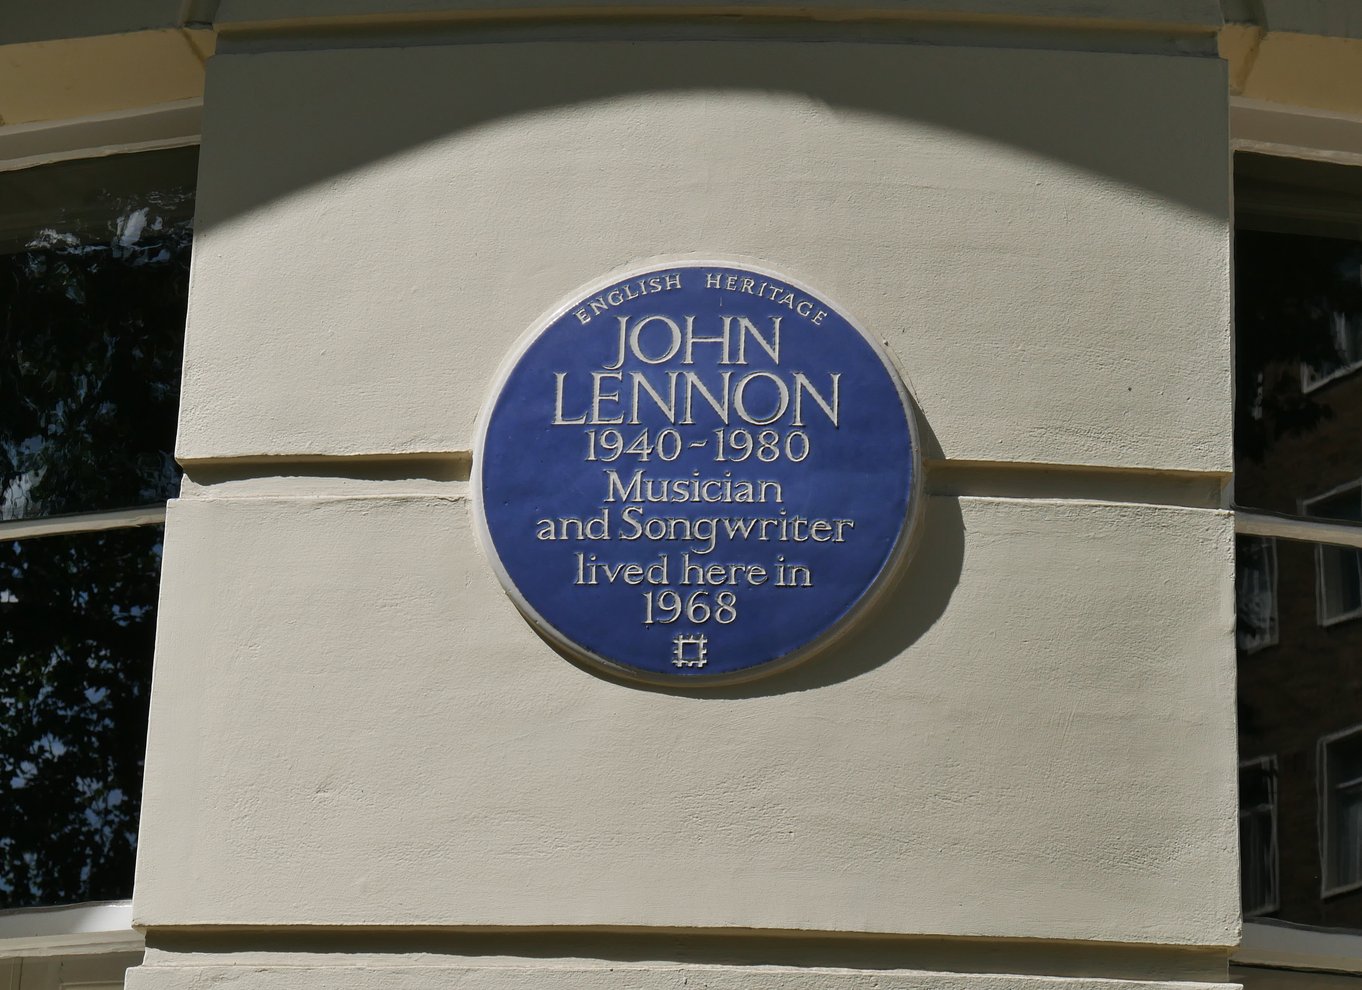 ENGLISH HERITAGE
JOHN
LENNON
1940-1980
Musician
and Songwriter
lived here in
1968